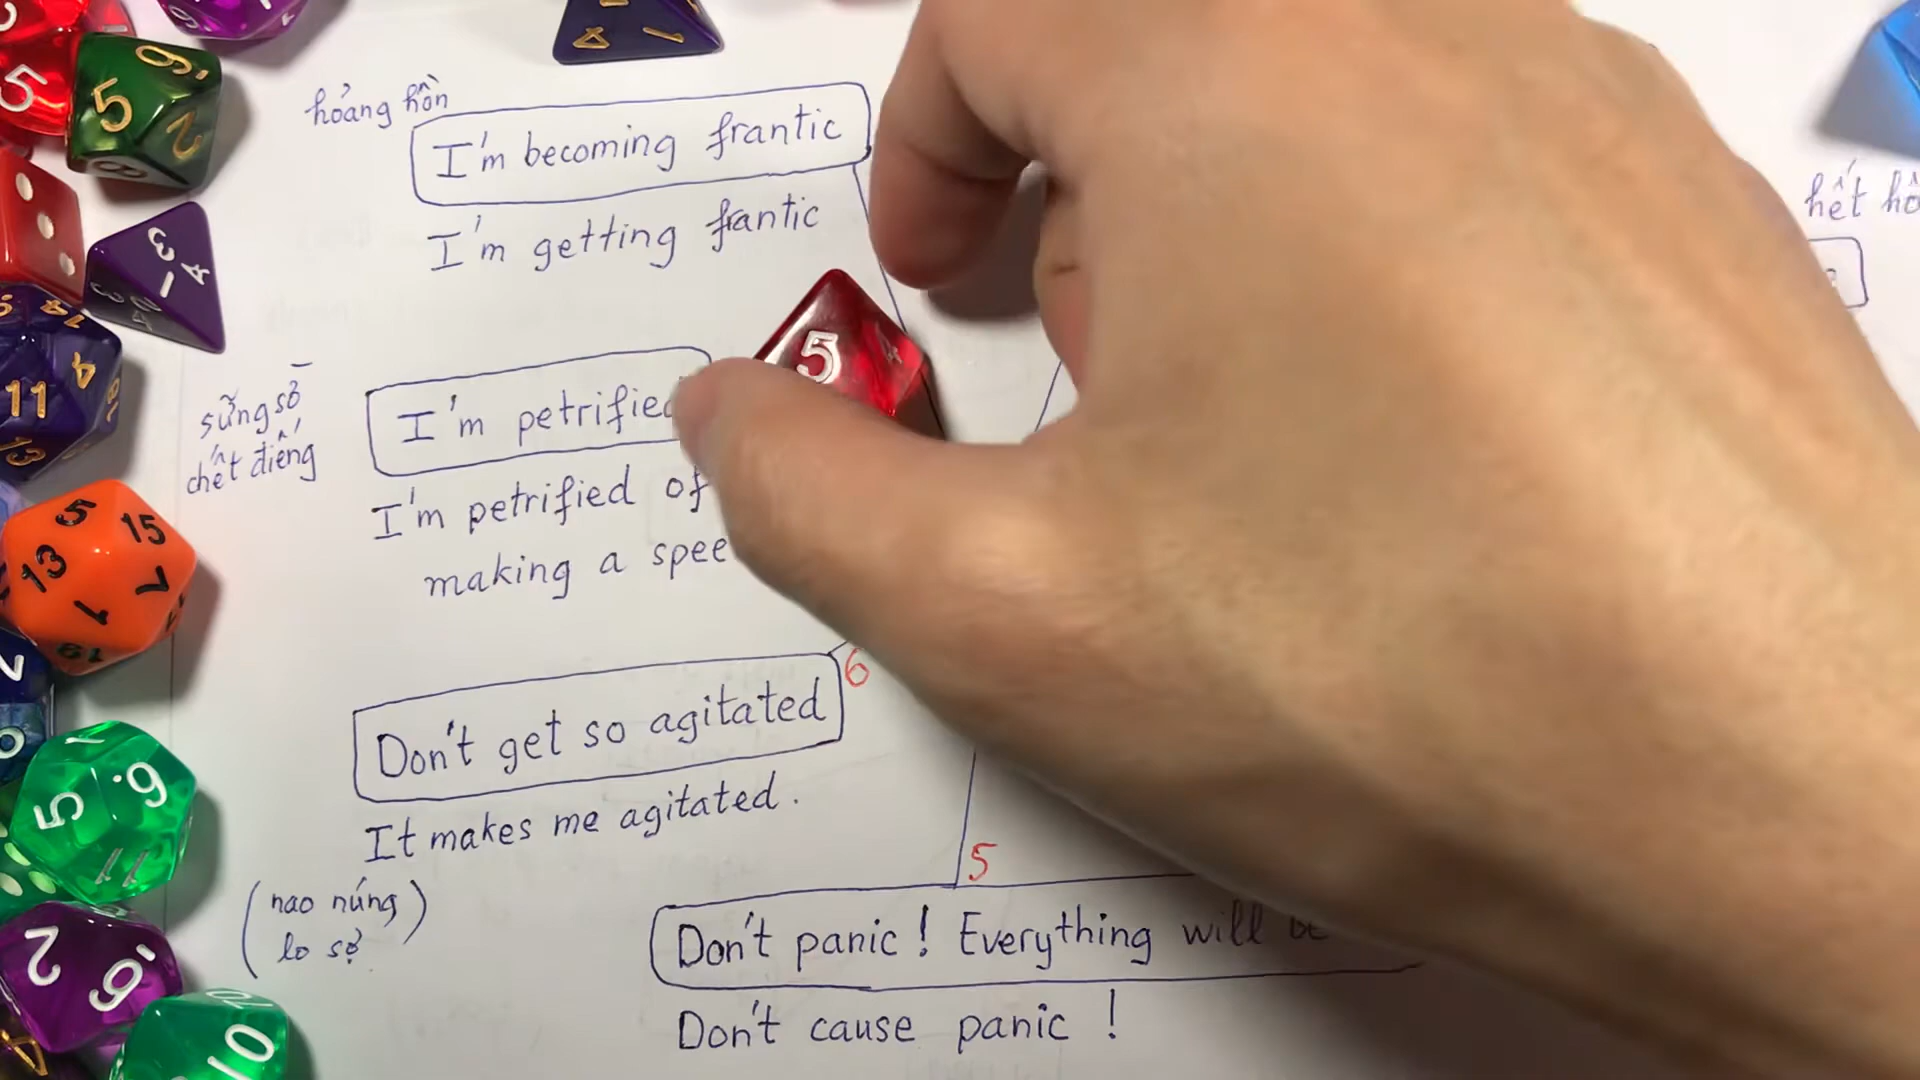 hoảng hồn
I'm becoming frantic
I'm getting frantic
sững sờ
chết điếng
I'm petrified
I'm petrified of
making a spee
6
Don't get so agitated
It makes me agitated.
(nao núng
lo sợ)
5
Don't panic! Everything will be
Don't cause panic!
hết hồ